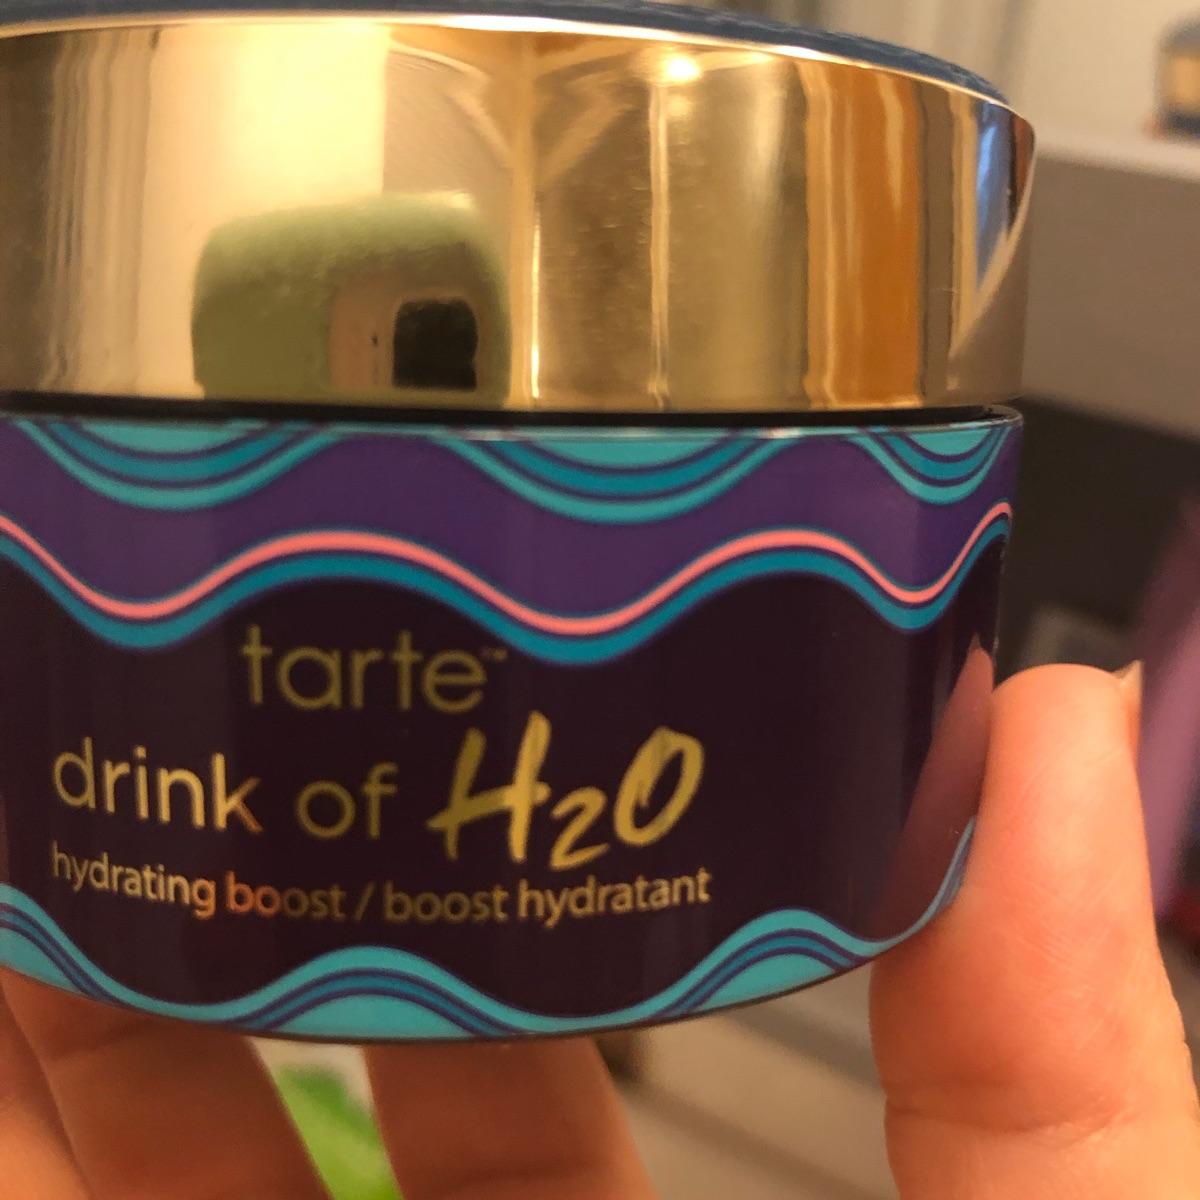 tarte™
drink of H2O
hydrating boost / boost hydratant